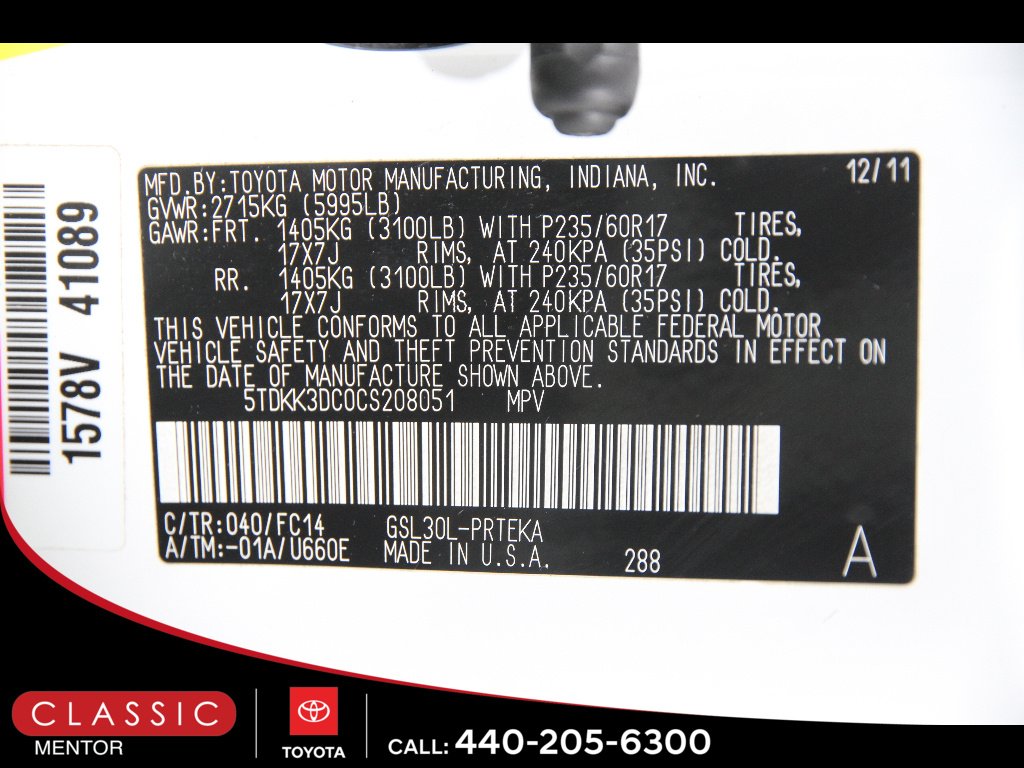 1578V 41089
MFD.BY:TOYOTA MOTOR MANUFACTURING, INDIANA, INC. 12/11
GVWR:2715KG (5995LB)
GAWR:FRT. 1405KG (3100LB) WITH P235/60R17 TIRES,
17X7J RIMS, AT 240KPA (35PSI) COLD.
RR. 1405KG (3100LB) WITH P235/60R17 TIRES,
17X7J RIMS, AT 240KPA (35PSI) COLD.
THIS VEHICLE CONFORMS TO ALL APPLICABLE FEDERAL MOTOR
VEHICLE SAFETY AND THEFT PREVENTION STANDARDS IN EFFECT ON
THE DATE OF MANUFACTURE SHOWN ABOVE.
5TDKK3DC0CS208051 MPV
C/TR:040/FC14 GSL30L-PRTEKA
A/TM:-01A/U660E MADE IN U.S.A. 288 A
CLASSIC
MENTOR
TOYOTA
CALL: 440-205-6300